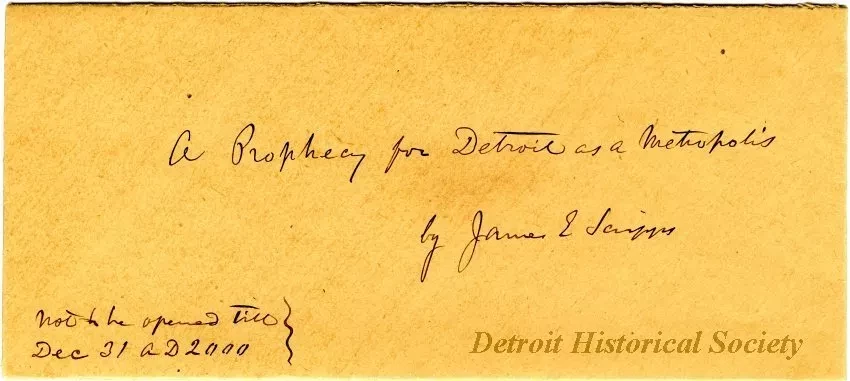 A Prophecy for Detroit as a Metropolis
by James E Scripps
Not to be opened till
Dec 31 A D 2000
Detroit Historical Society